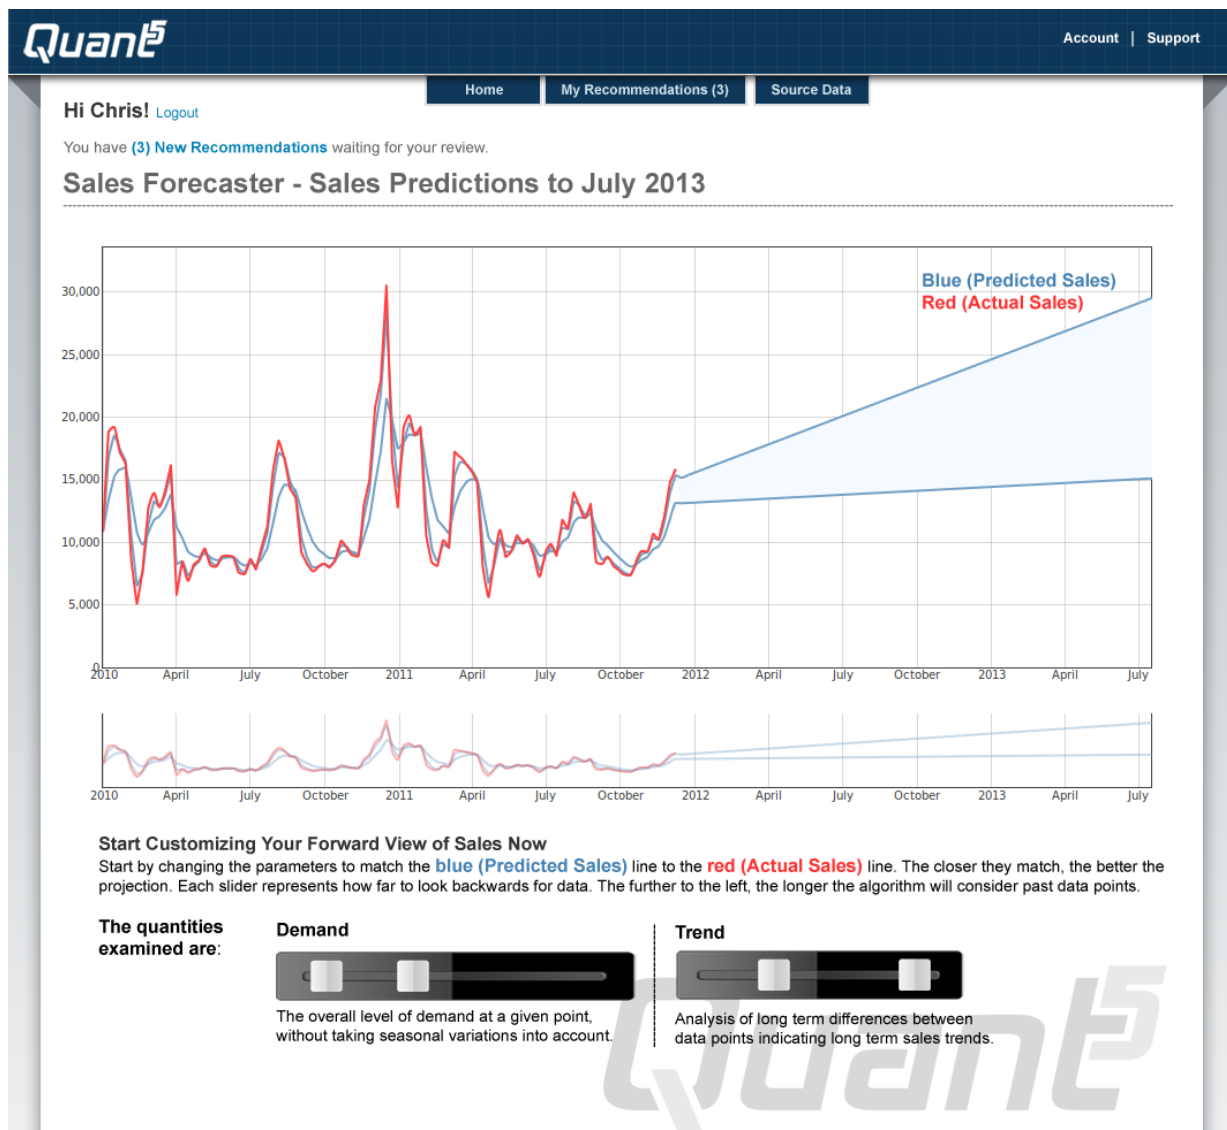 Quant5
Account | Support
Home
My Recommendations (3)
Source Data
Hi Chris! Logout
You have (3) New Recommendations waiting for your review.
Sales Forecaster - Sales Predictions to July 2013
Blue (Predicted Sales)
Red (Actual Sales)
30,000
25,000
20,000
15,000
10,000
5,000
0
2010 April July October 2011 April July October 2012 April July October 2013 April July
2010 April July October 2011 April July October 2012 April July October 2013 April July
Start Customizing Your Forward View of Sales Now
Start by changing the parameters to match the blue (Predicted Sales) line to the red (Actual Sales) line. The closer they match, the better the
projection. Each slider represents how far to look backwards for data. The further to the left, the longer the algorithm will consider past data points.
The quantities
examined are:
Demand
The overall level of demand at a given point,
without taking seasonal variations into account.
Trend
Analysis of long term differences between
data points indicating long term sales trends.
Quant5